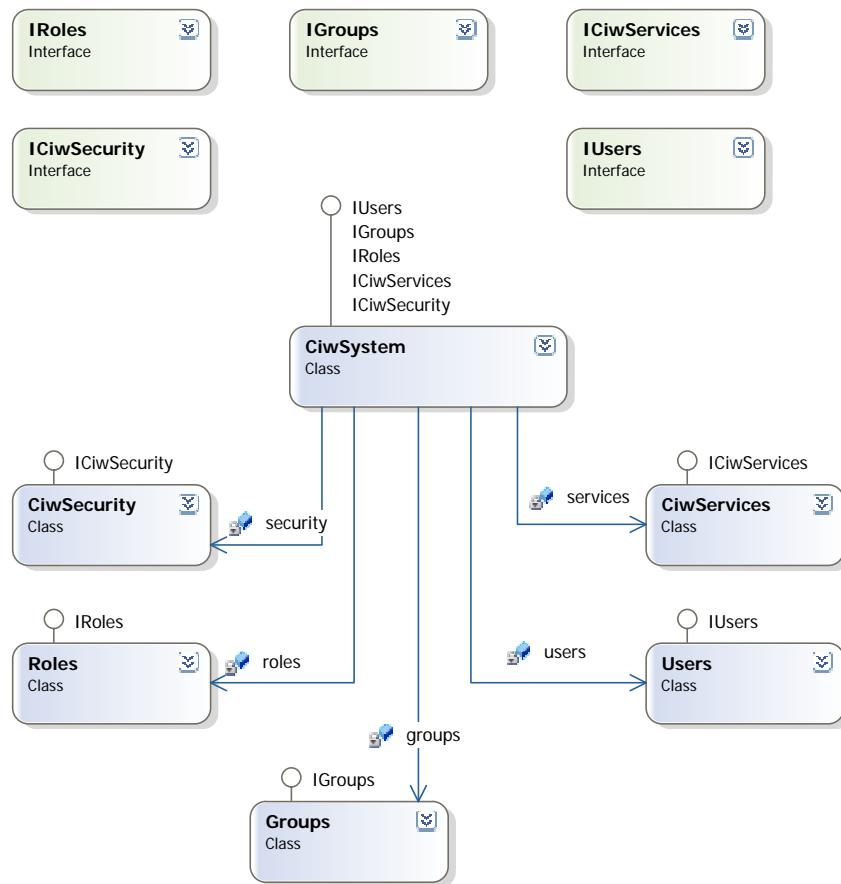 IRoles
Interface
IGroups
Interface
ICiwServices
Interface
ICiwSecurity
Interface
IUsers
Interface
IUsers
IGroups
IRoles
ICiwServices
ICiwSecurity
CiwSystem
Class
ICiwSecurity
CiwSecurity
Class
security
services
ICiwServices
CiwServices
Class
IRoles
Roles
Class
roles
users
IUsers
Users
Class
groups
IGroups
Groups
Class